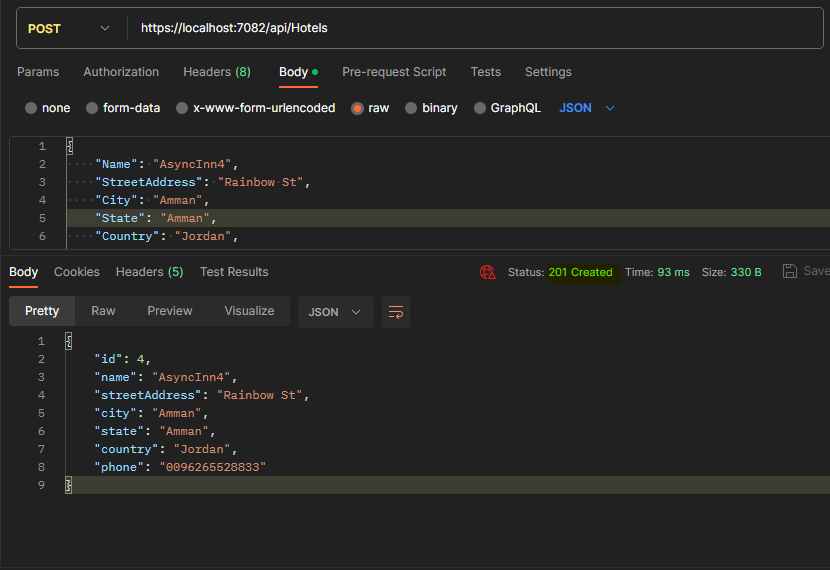 POST https://localhost:7082/api/Hotels
Params Authorization Headers (8) Body Pre-request Script Tests Settings
none form-data x-www-form-urlencoded raw binary GraphQL JSON
1 {
2 "Name": "AsyncInn4",
3 "StreetAddress": "Rainbow St",
4 "City": "Amman",
5 "State": "Amman",
6 "Country": "Jordan",
Body Cookies Headers (5) Test Results Status: 201 Created Time: 93 ms Size: 330 B Save
Pretty Raw Preview Visualize JSON
1 {
2 "id": 4,
3 "name": "AsyncInn4",
4 "streetAddress": "Rainbow St",
5 "city": "Amman",
6 "state": "Amman",
7 "country": "Jordan",
8 "phone": "0096265528833"
9 }